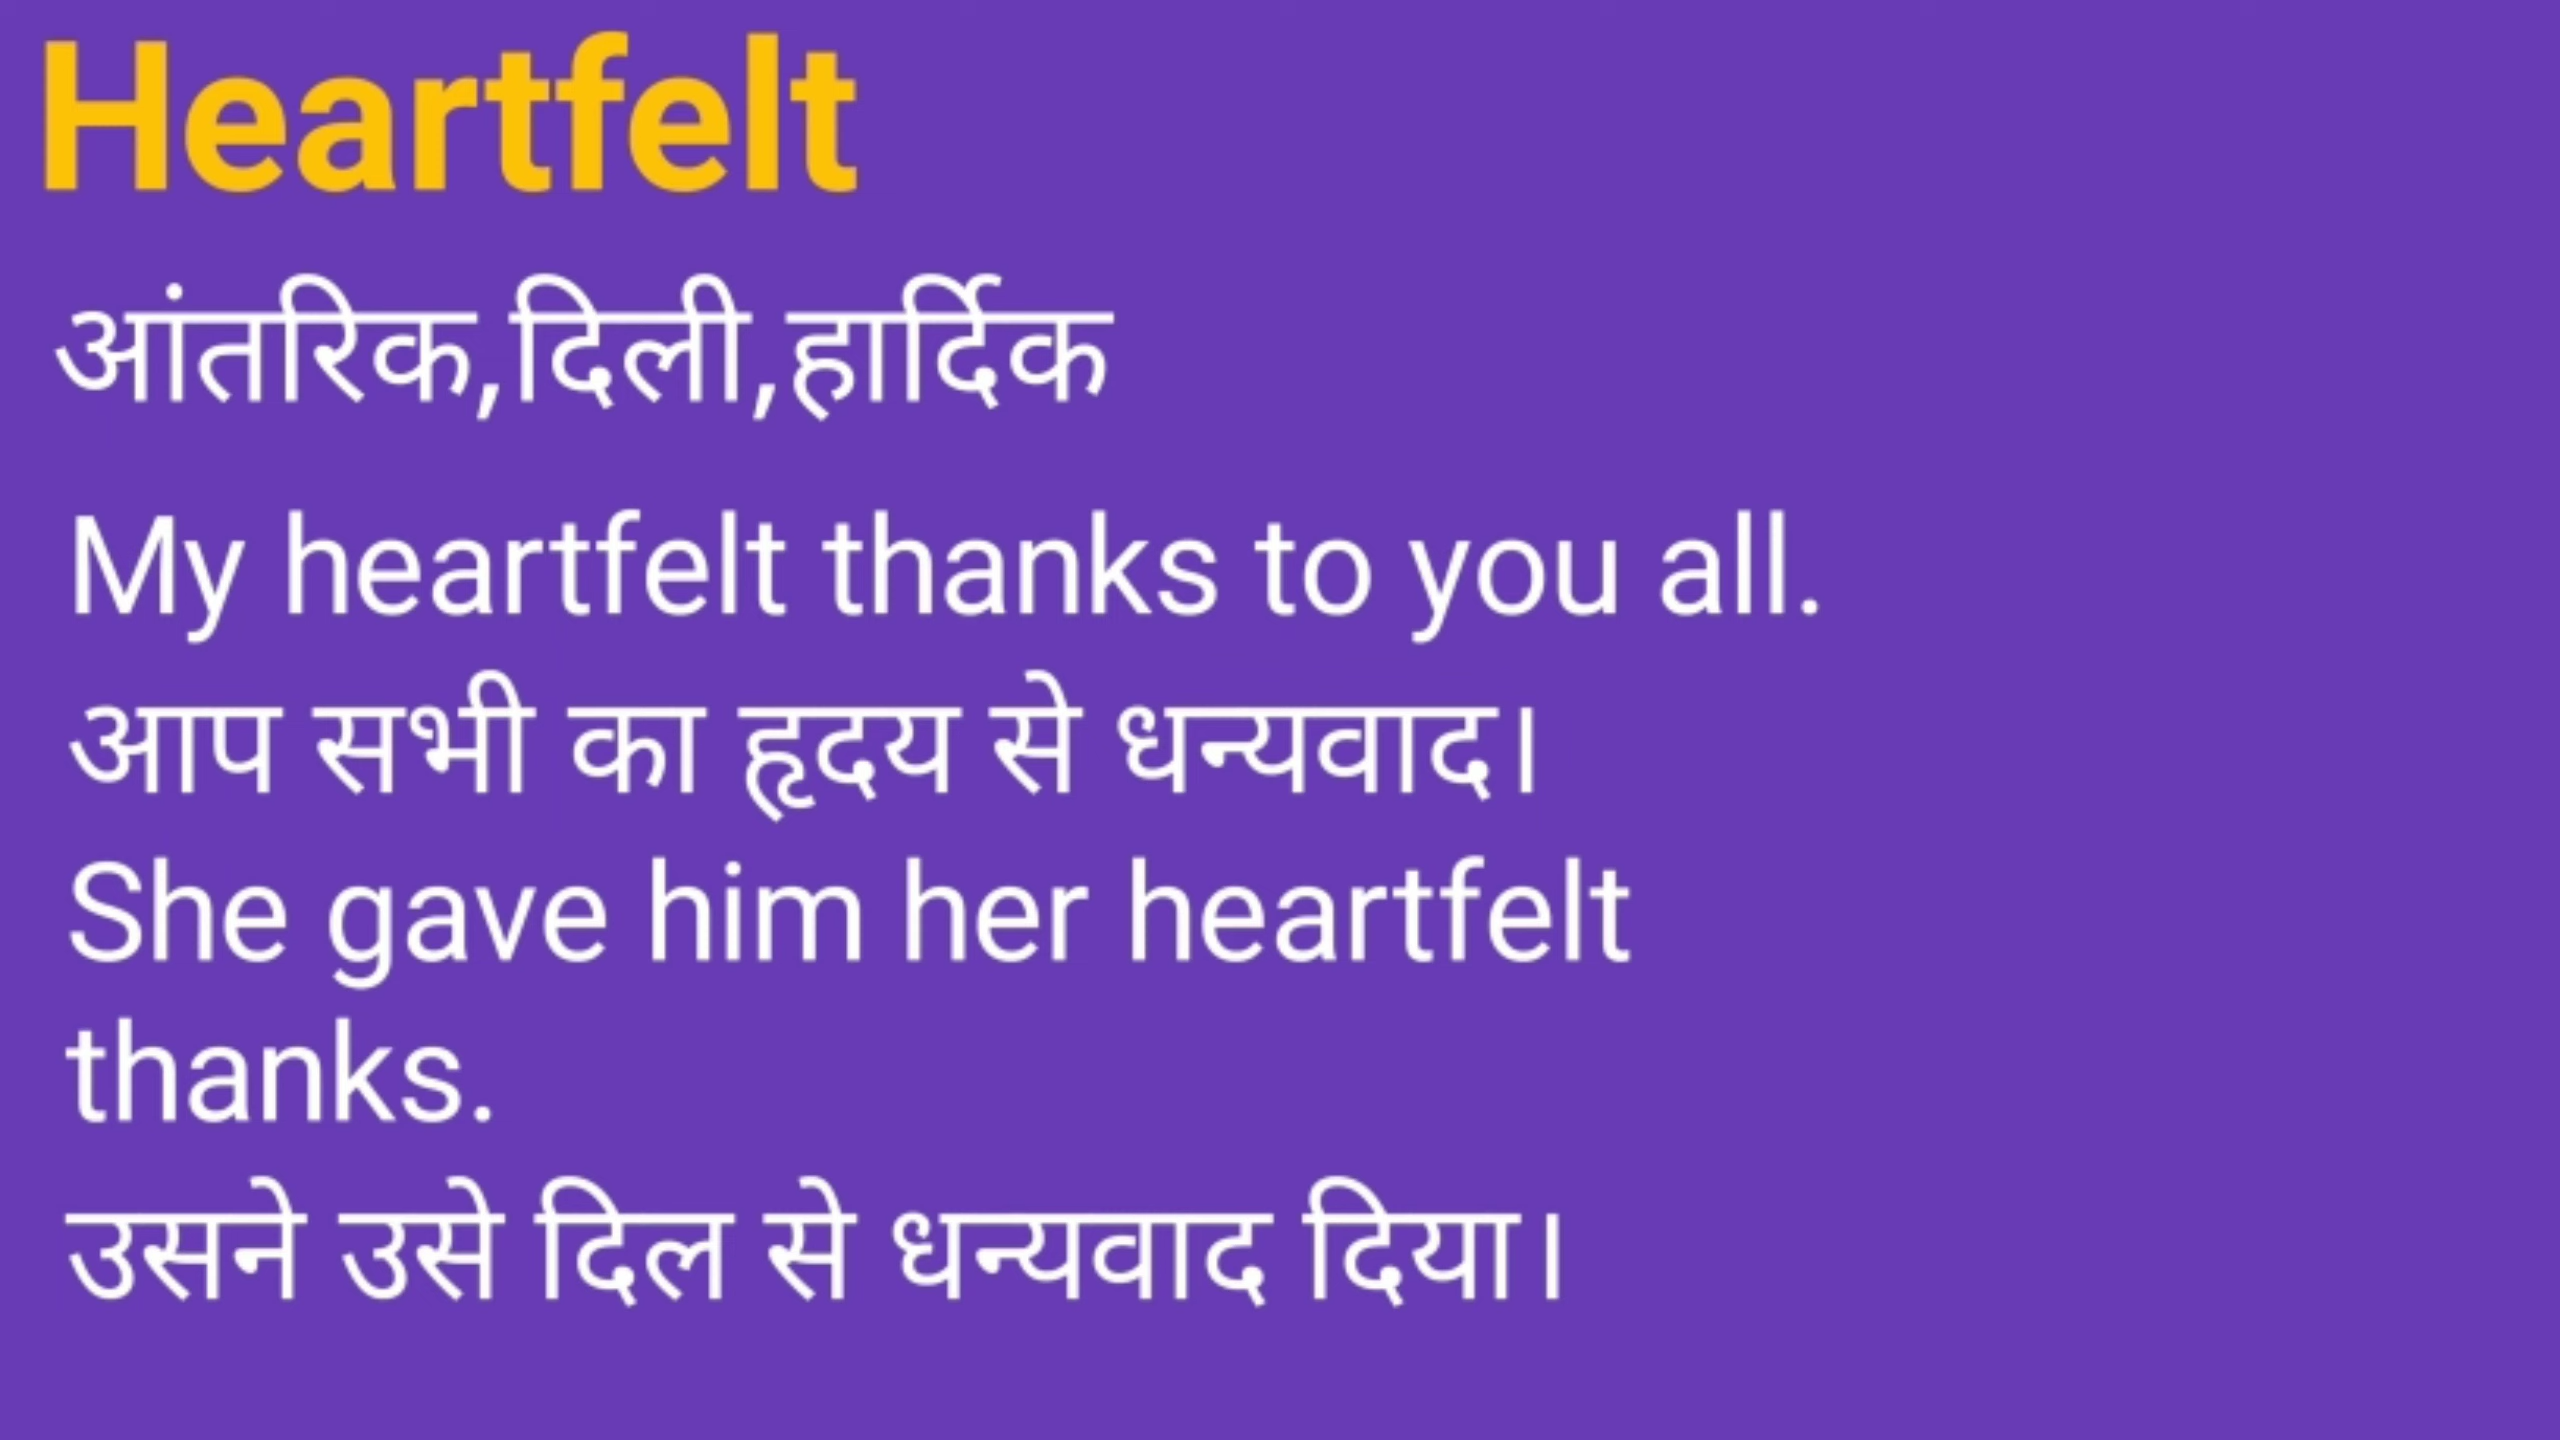 Heartfelt
आंतरिक,दिली,हार्दिक
My heartfelt thanks to you all.
आप सभी का हृदय से धन्यवाद।
She gave him her heartfelt
thanks.
उसने उसे दिल से धन्यवाद दिया।